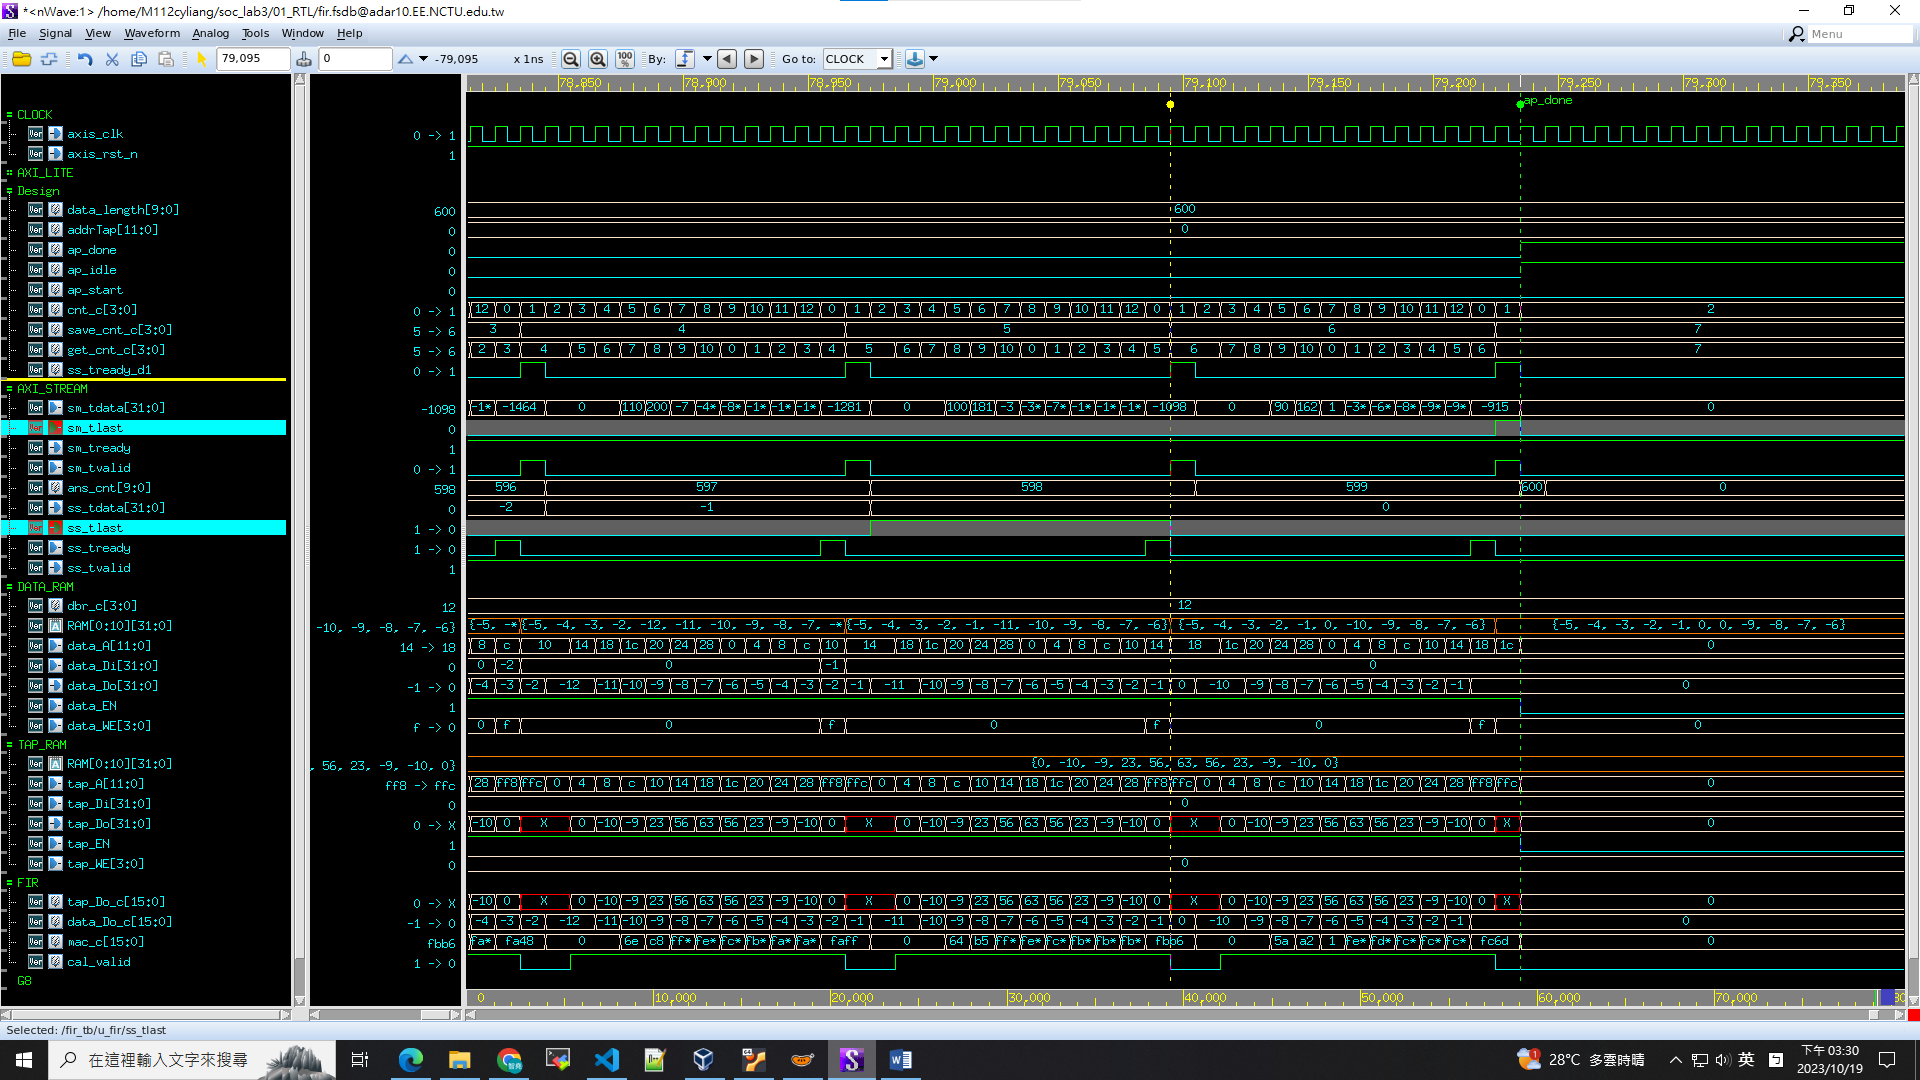 *<nWave:1> /home/M112cyliang/soc_lab3/01_RTL/fir.fsdb@adar10.EE.NCTU.edu.tw
File Signal View Waveform Analog Tools Window Help Menu
79,095 0 -79,095 x 1ns 100% By: Go to: CLOCK
78,850 78,900 78,950 79,000 79,050 79,100 79,150 79,200 79,250 79,300 79,350
ap_done
CLOCK
axis_clk 0 -> 1
axis_rst_n 1
AXI_LITE
Design
data_length[9:0] 600 600
addrTap[11:0] 0 0
ap_done 0
ap_idle 0
ap_start 0
cnt_c[3:0] 0 -> 1 12 0 1 2 3 4 5 6 7 8 9 10 11 12 0 1 2 3 4 5 6 7 8 9 10 11 12 0 1 2 3 4 5 6 7 8 9 10 11 12 0 1 2
save_cnt_c[3:0] 5 -> 6 3 4 5 6 7
get_cnt_c[3:0] 5 -> 6 2 3 4 5 6 7 8 9 10 0 1 2 3 4 5 6 7 8 9 10 0 1 2 3 4 5 6 7 8 9 10 0 1 2 3 4 5 6 7
ss_tready_d1 0 -> 1
AXI_STREAM
sm_tdata[31:0] -1098 -1* -1464 0 110 200 -7 -4* -8* -1* -1* -1* -1281 0 100 181 -3 -3* -7* -1* -1* -1* -1098 0 90 162 1 -3* -6* -8* -9* -9* -915 0
sm_tlast 0
sm_tready 1
sm_tvalid 0 -> 1
ans_cnt[9:0] 598 596 597 598 599 600 0
ss_tdata[31:0] 0 -2 -1 0
ss_tlast 1 -> 0
ss_tready 1 -> 0
ss_tvalid 1
DATA_RAM
dbr_c[3:0] 12 12
RAM[0:10][31:0] -10, -9, -8, -7, -6} {-5, -* {-5, -4, -3, -2, -12, -11, -10, -9, -8, -7, -* {-5, -4, -3, -2, -1, -11, -10, -9, -8, -7, -6} {-5, -4, -3, -2, -1, 0, -10, -9, -8, -7, -6} {-5, -4, -3, -2, -1, 0, 0, -9, -8, -7, -6}
data_A[11:0] 14 -> 18 8 c 10 14 18 1c 20 24 28 0 4 8 c 10 14 18 1c 20 24 28 0 4 8 c 10 14 18 1c 20 24 28 0 4 8 c 10 14 18 1c 0
data_Di[31:0] 0 0 -2 0 -1 0
data_Do[31:0] -1 -> 0 -4 -3 -2 -12 -11 -10 -9 -8 -7 -6 -5 -4 -3 -2 -1 -11 -10 -9 -8 -7 -6 -5 -4 -3 -2 -1 0 -10 -9 -8 -7 -6 -5 -4 -3 -2 -1 0
data_EN 1
data_WE[3:0] f -> 0 0 f 0 f 0 f 0 f 0
TAP_RAM
RAM[0:10][31:0] , 56, 23, -9, -10, 0} {0, -10, -9, 23, 56, 63, 56, 23, -9, -10, 0}
tap_A[11:0] ff8 -> ffc 28 ff8 ffc 0 4 8 c 10 14 18 1c 20 24 28 ff8 ffc 0 4 8 c 10 14 18 1c 20 24 28 ff8 ffc 0 4 8 c 10 14 18 1c 20 24 28 ff8 ffc 0
tap_Di[31:0] 0 0
tap_Do[31:0] 0 -> X -10 0 X 0 -10 -9 23 56 63 56 23 -9 -10 0 X 0 -10 -9 23 56 63 56 23 -9 -10 0 X 0 -10 -9 23 56 63 56 23 -9 -10 0 X 0
tap_EN 1
tap_WE[3:0] 0 0
FIR
tap_Do_c[15:0] 0 -> X -10 0 X 0 -10 -9 23 56 63 56 23 -9 -10 0 X 0 -10 -9 23 56 63 56 23 -9 -10 0 X 0 -10 -9 23 56 63 56 23 -9 -10 0 X 0
data_Do_c[15:0] -1 -> 0 -4 -3 -2 -12 -11 -10 -9 -8 -7 -6 -5 -4 -3 -2 -1 -11 -10 -9 -8 -7 -6 -5 -4 -3 -2 -1 0 -10 -9 -8 -7 -6 -5 -4 -3 -2 -1 0
mac_c[15:0] fbb6 fa* fa48 0 6e c8 ff* fe* fc* fb* fa* fa* faff 0 64 b5 ff* fe* fc* fb* fb* fb* fbb6 0 5a a2 1 fe* fd* fc* fc* fc* fc6d 0
cal_valid 1 -> 0
G8
0 10,000 20,000 30,000 40,000 50,000 60,000 70,000 80
Selected: /fir_tb/u_fir/ss_tlast
在這裡輸入文字來搜尋
28°C 多雲時晴 英
下午 03:30
2023/10/19